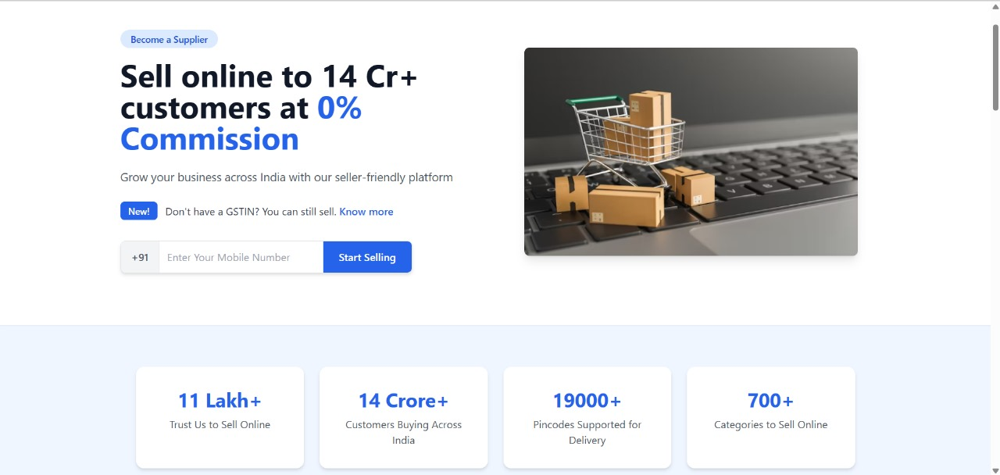 Become a Supplier
Sell online to 14 Cr+
customers at 0%
Commission
Grow your business across India with our seller-friendly platform
New! Don't have a GSTIN? You can still sell. Know more
+91 Enter Your Mobile Number Start Selling
11 Lakh+
Trust Us to Sell Online
14 Crore+
Customers Buying Across
India
19000+
Pincodes Supported for
Delivery
700+
Categories to Sell Online